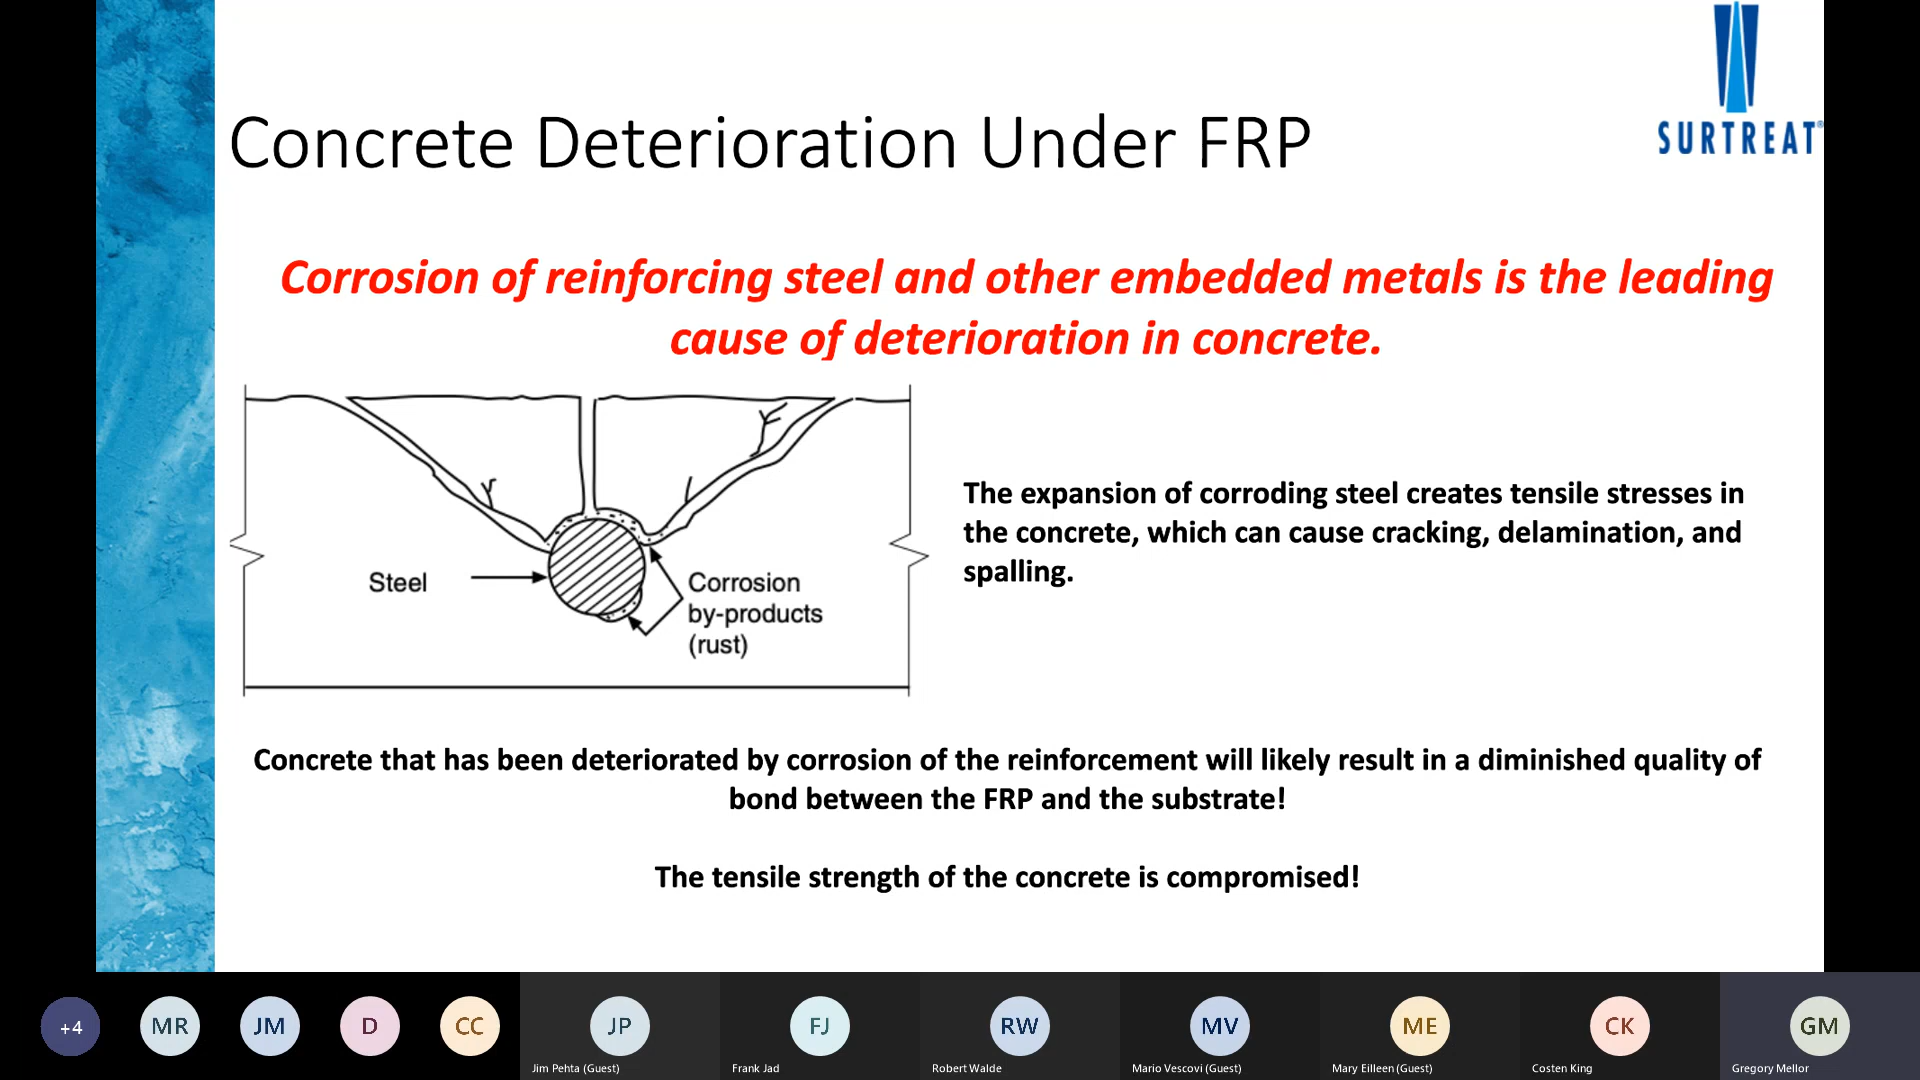 SURTREAT®
Concrete Deterioration Under FRP
Corrosion of reinforcing steel and other embedded metals is the leading
cause of deterioration in concrete.
The expansion of corroding steel creates tensile stresses in
the concrete, which can cause cracking, delamination, and
spalling.
Steel
Corrosion
by-products
(rust)
Concrete that has been deteriorated by corrosion of the reinforcement will likely result in a diminished quality of
bond between the FRP and the substrate!
The tensile strength of the concrete is compromised!
+4
MR
JM
D
CC
JP
FJ
RW
MV
ME
CK
GM
Jim Pehta (Guest)
Frank Jad
Robert Walde
Mario Vescovi (Guest)
Mary Eilleen (Guest)
Costen King
Gregory Mellor